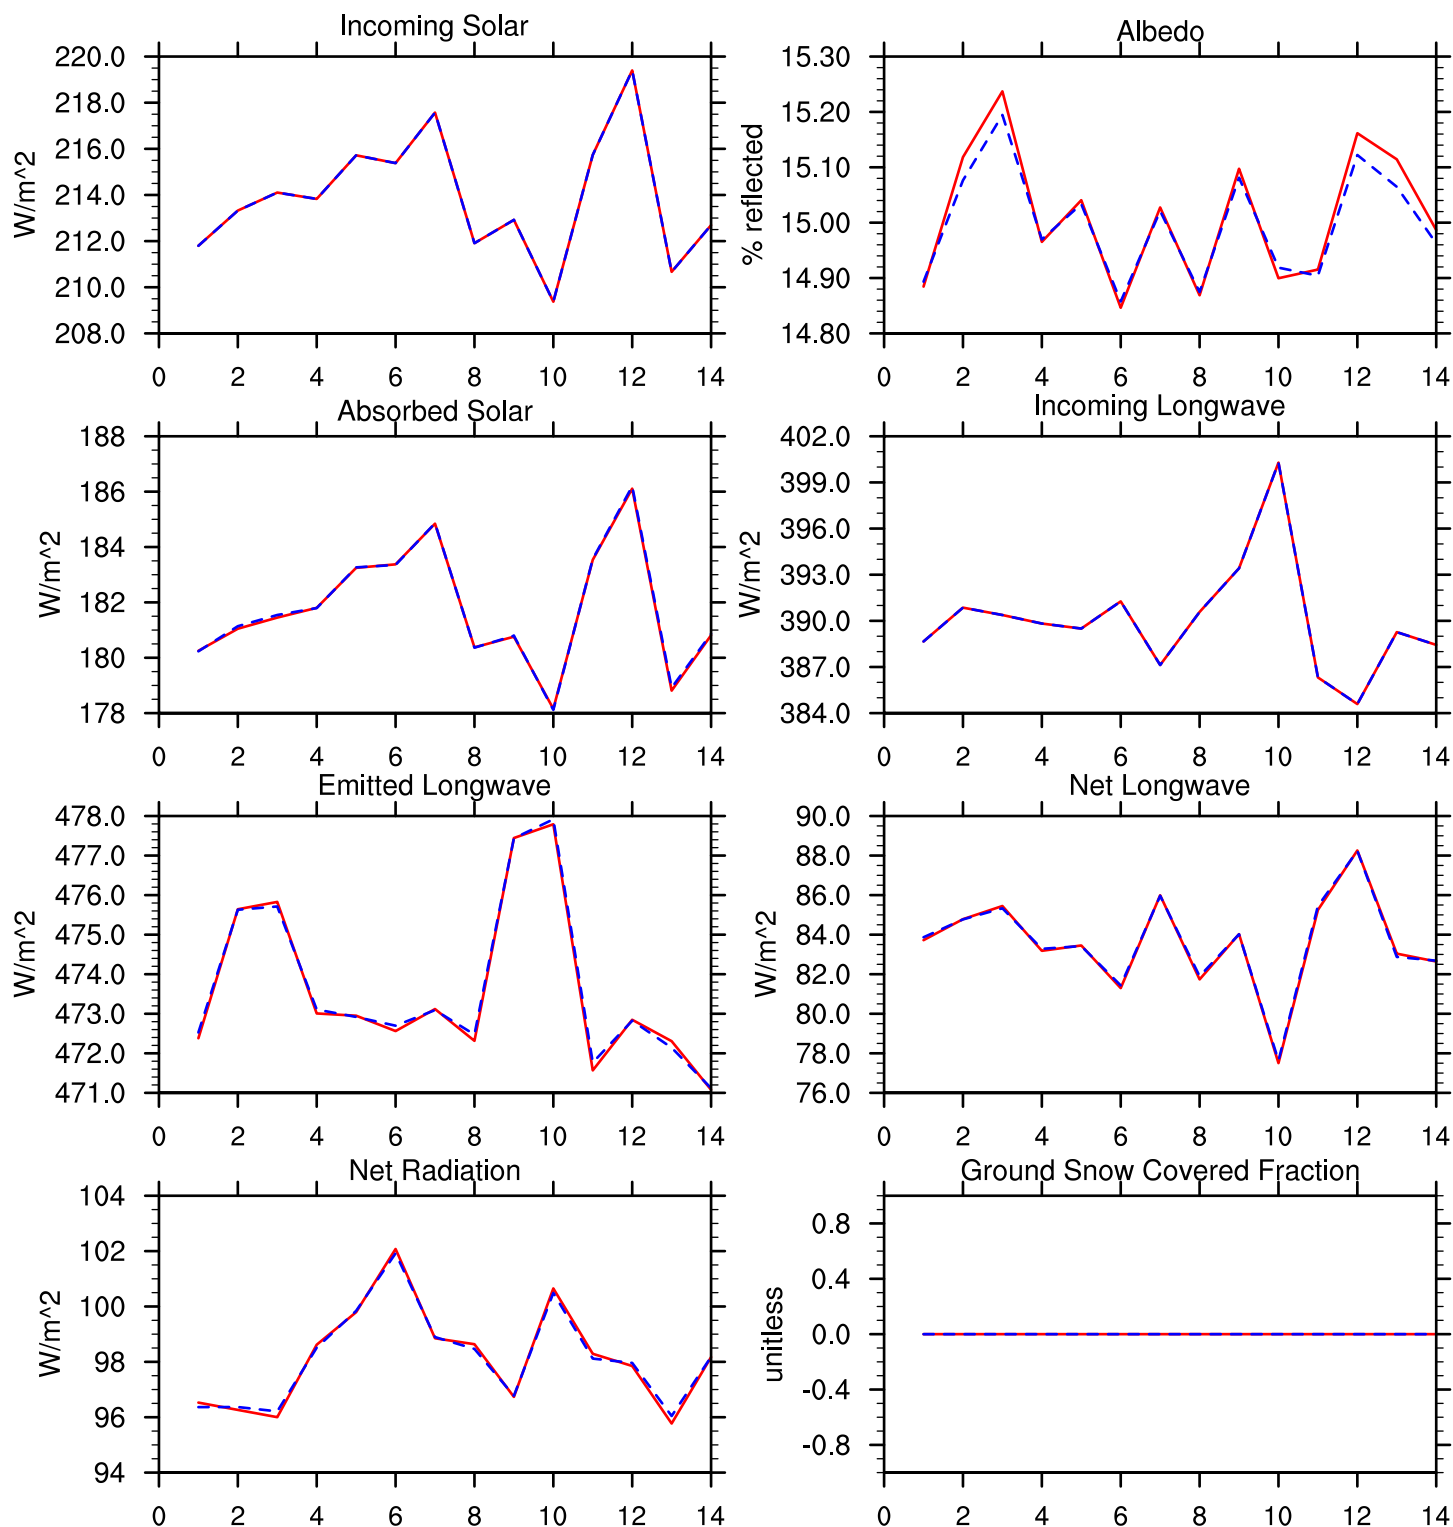 Incoming Solar
W/m^2
220.0
218.0
216.0
214.0
212.0
210.0
208.0
0 2 4 6 8 10 12 14
Albedo
% reflected
15.30
15.20
15.10
15.00
14.90
14.80
0 2 4 6 8 10 12 14
Absorbed Solar
W/m^2
188
186
184
182
180
178
0 2 4 6 8 10 12 14
Incoming Longwave
W/m^2
402.0
399.0
396.0
393.0
390.0
387.0
384.0
0 2 4 6 8 10 12 14
Emitted Longwave
W/m^2
478.0
477.0
476.0
475.0
474.0
473.0
472.0
471.0
0 2 4 6 8 10 12 14
Net Longwave
W/m^2
90.0
88.0
86.0
84.0
82.0
80.0
78.0
76.0
0 2 4 6 8 10 12 14
Net Radiation
W/m^2
104
102
100
98
96
94
0 2 4 6 8 10 12 14
Ground Snow Covered Fraction
unitless
0.8
0.4
0.0
-0.4
-0.8
0 2 4 6 8 10 12 14